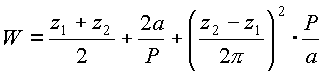 W = (z₁ + z₂)/2 + 2a/P + ((z₂ − z₁)/2π)² · P/a